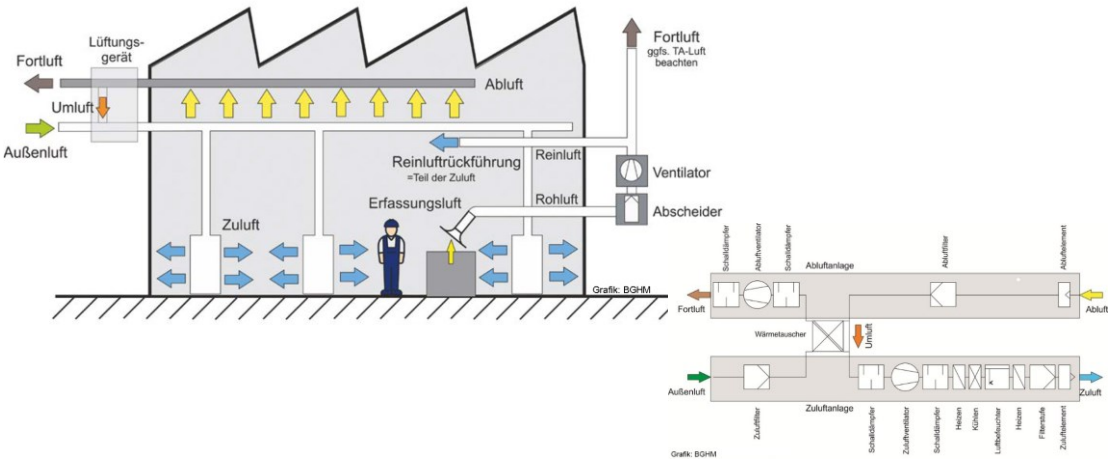 Lüftungs-
gerät
Fortluft
Umluft
Außenluft
Abluft
Fortluft
ggfs. TA-Luft
beachten
Reinluftrückführung
=Teil der Zuluft
Reinluft
Ventilator
Erfassungsluft
Rohluft
Abscheider
Zuluft
Grafik: BGHM
Schalldämpfer
Abluftventilator
Schalldämpfer
Abluftanlage
Abluftfilter
Abluftelement
Fortluft
Abluft
Wärmetauscher
Umluft
Außenluft
Zuluftanlage
Zuluft
Zuluftfilter
Schalldämpfer
Zuluftventilator
Schalldämpfer
Heizen
Kühlen
Luftbefeuchter
Heizen
Filterstufe
Zuluftelement
Grafik: BGHM